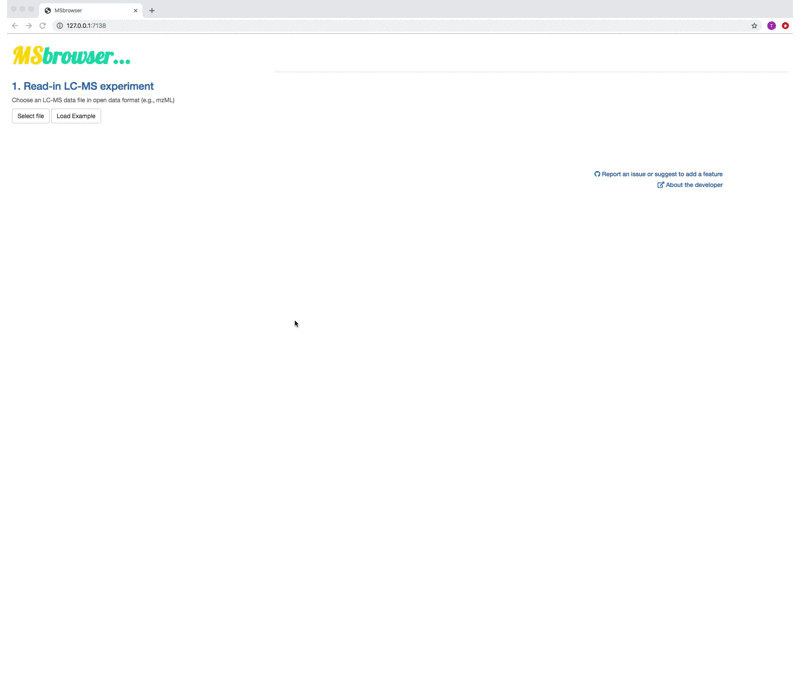 MSbrowser
127.0.0.1:7138
MSbrowser...
1. Read-in LC-MS experiment
Choose an LC-MS data file in open data format (e.g., mzML)
Select file Load Example
Report an issue or suggest to add a feature
About the developer